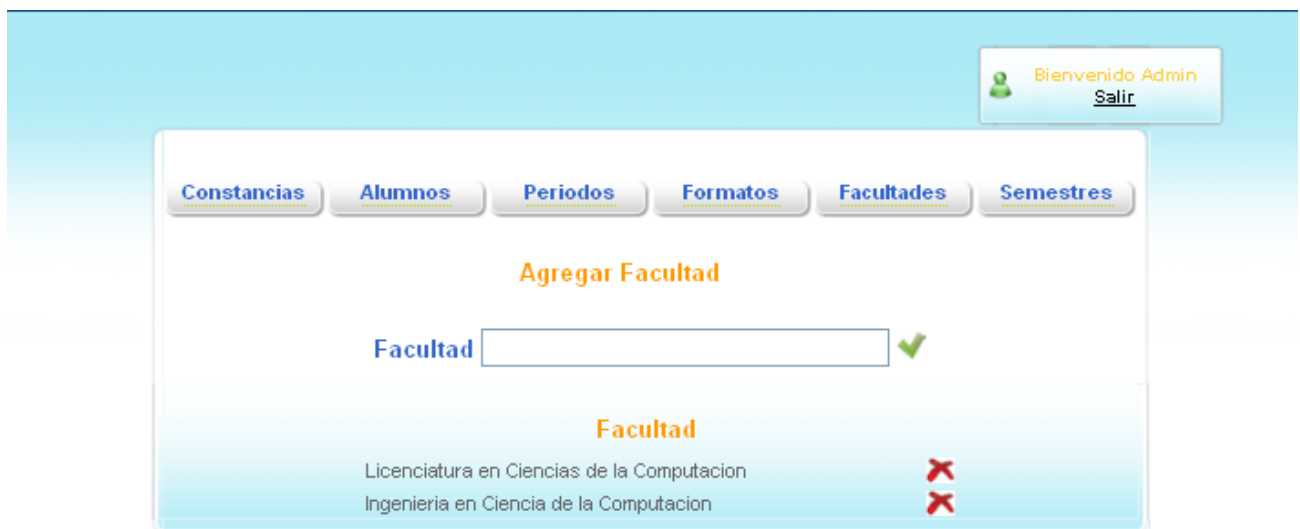 Bienvenido Admin
Salir
Constancias Alumnos Periodos Formatos Facultades Semestres
Agregar Facultad
Facultad
Facultad
Licenciatura en Ciencias de la Computacion
Ingenieria en Ciencia de la Computacion